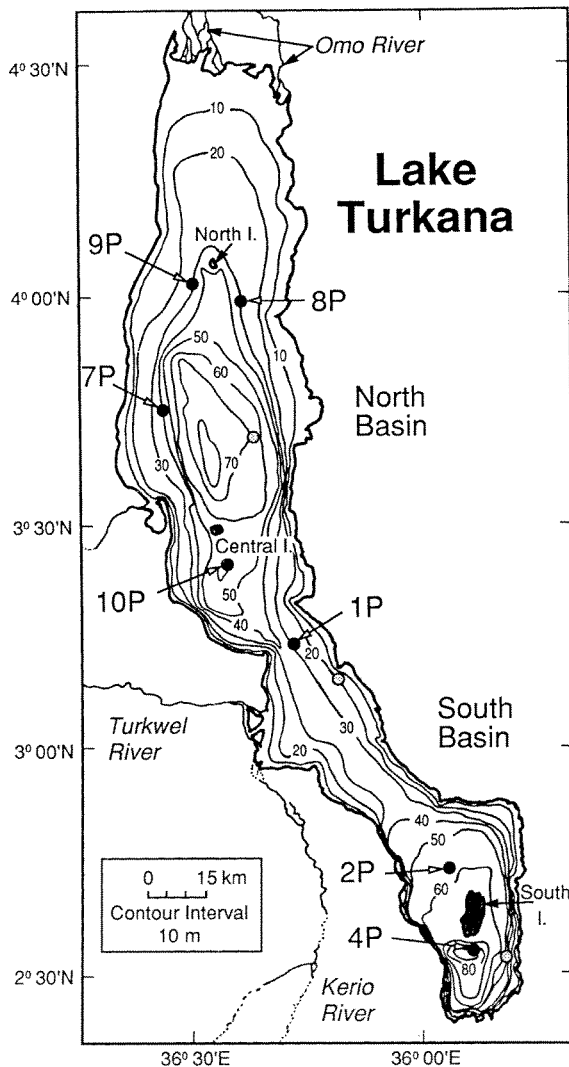 Omo River
4° 30'N
10
20
Lake
Turkana
North I.
9P
4° 00'N
8P
50
10
60
7P
North
Basin
70
30
3° 30'N
Central I.
10P
50
1P
40
20
South
Basin
Turkwel
River
30
3° 00'N
20
40
50
2P
0 15 km
60
South
I.
Contour Interval
10 m
4P
80
2° 30'N
Kerio
River
36° 30'E
36° 00'E